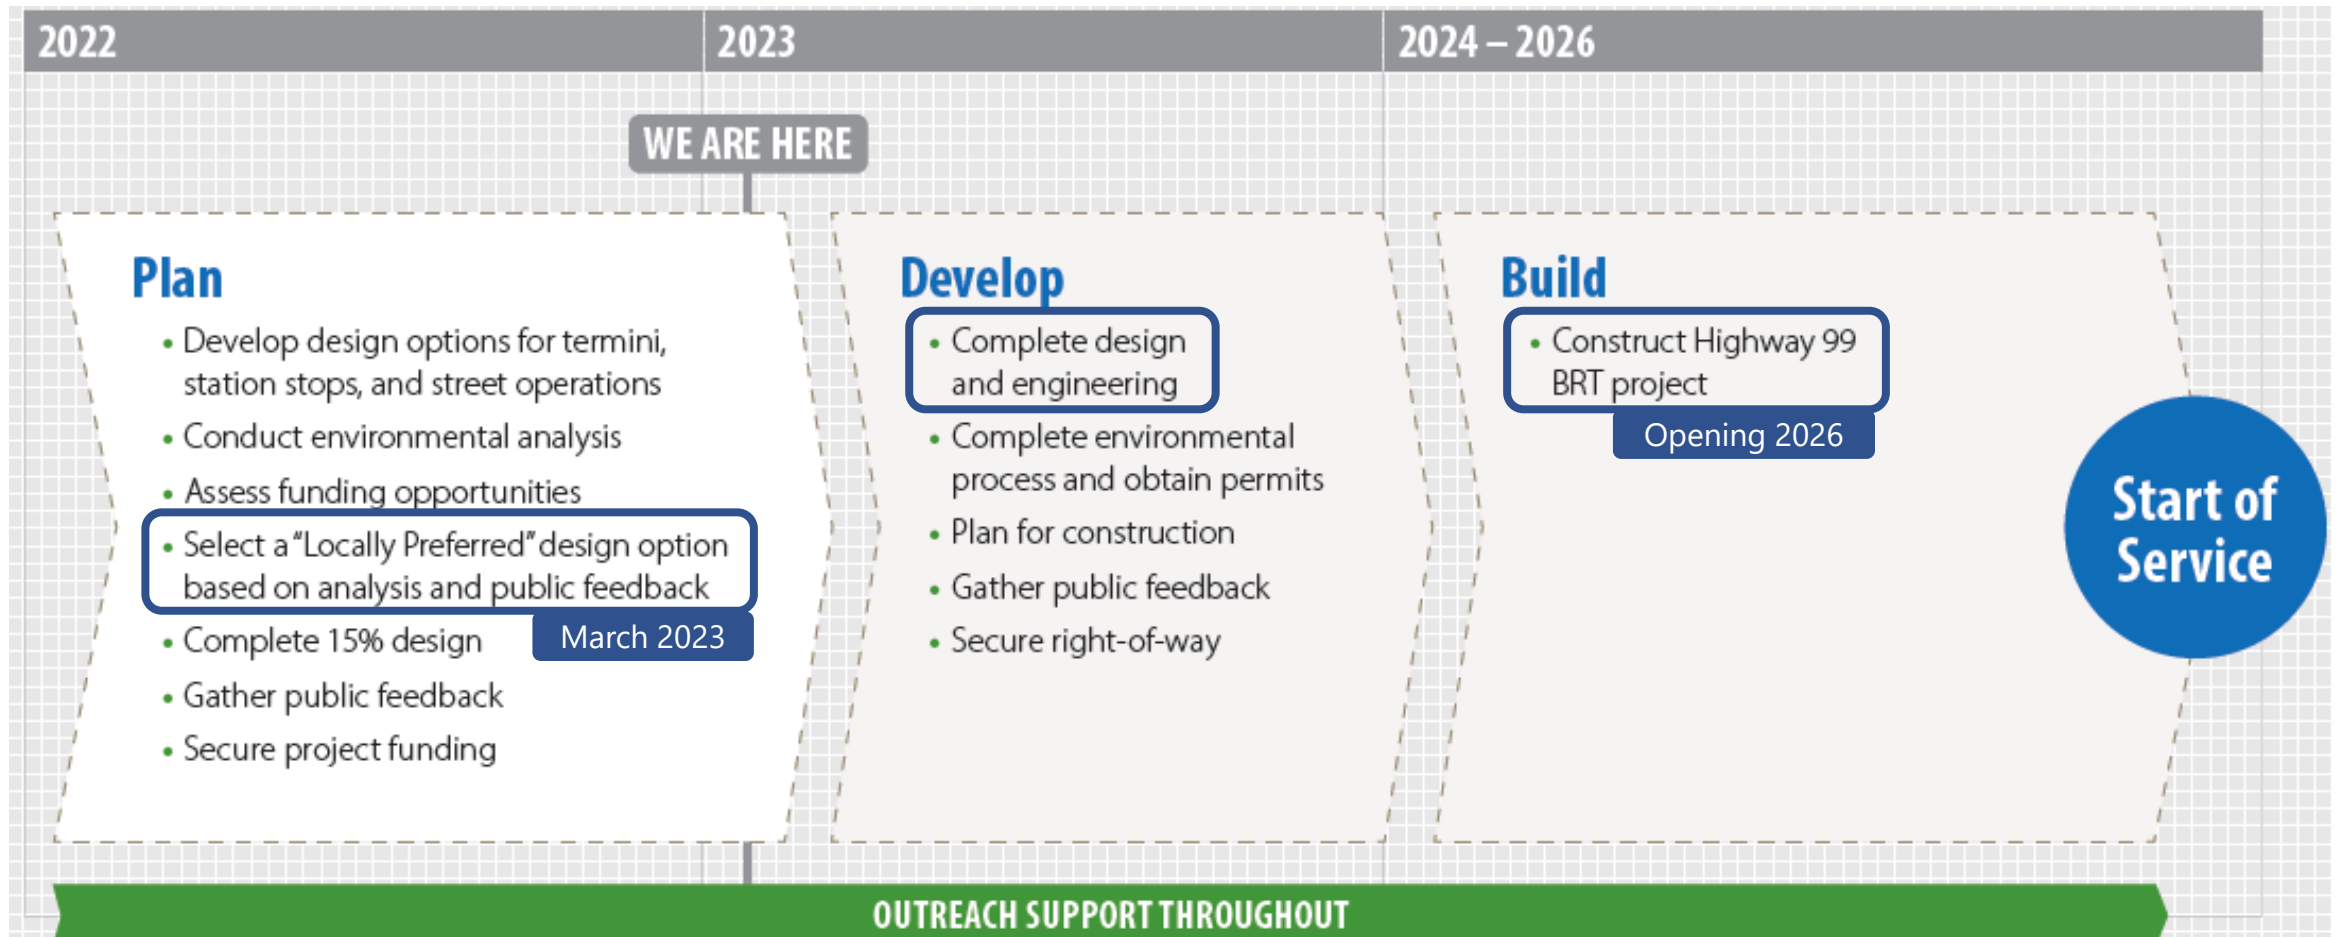 2022
2023
2024 – 2026
WE ARE HERE
Plan
• Develop design options for termini,
station stops, and street operations
• Conduct environmental analysis
• Assess funding opportunities
• Select a “Locally Preferred” design option
based on analysis and public feedback
March 2023
• Complete 15% design
• Gather public feedback
• Secure project funding
Develop
• Complete design
and engineering
• Complete environmental
process and obtain permits
• Plan for construction
• Gather public feedback
• Secure right-of-way
Build
• Construct Highway 99
BRT project
Opening 2026
Start of
Service
OUTREACH SUPPORT THROUGHOUT